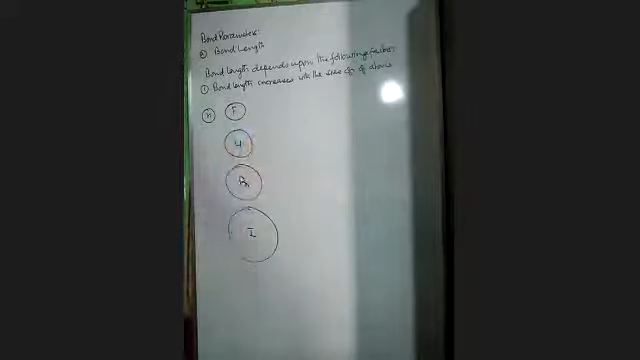 Bond Parameters:
(a) Bond Length
Bond length depends upon the following factors
(1) Bond length increases with the size of atoms
H F
Cl
Br
I